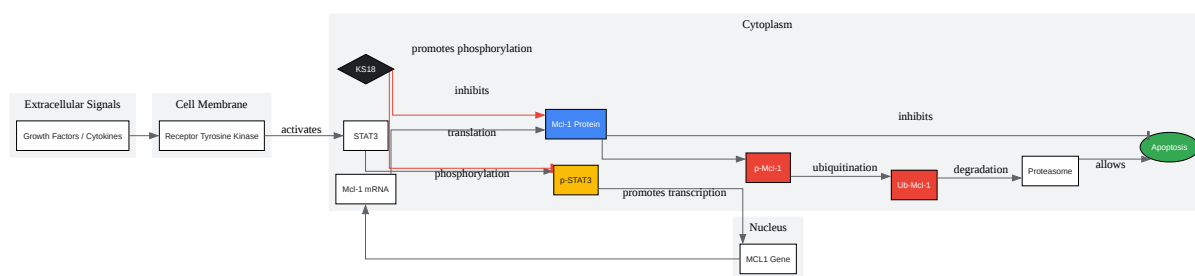 Cytoplasm
promotes phosphorylation
KS18
inhibits
Extracellular Signals
Cell Membrane
Growth Factors / Cytokines
Receptor Tyrosine Kinase
activates
STAT3
translation
Mcl-1 Protein
inhibits
Apoptosis
phosphorylation
Mcl-1 mRNA
p-STAT3
promotes transcription
p-Mcl-1
ubiquitination
Ub-Mcl-1
degradation
Proteasome
allows
Nucleus
MCL1 Gene